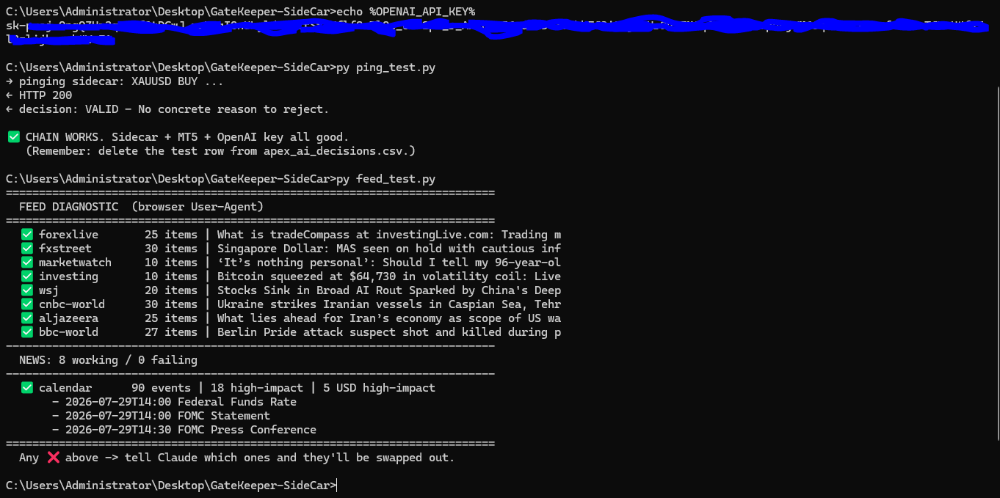 C:\Users\Administrator\Desktop\GateKeeper-SideCar>echo %OPENAI_API_KEY%
C:\Users\Administrator\Desktop\GateKeeper-SideCar>py ping_test.py
→ pinging sidecar: XAUUSD BUY ...
← HTTP 200
← decision: VALID — No concrete reason to reject.
✅ CHAIN WORKS. Sidecar + MT5 + OpenAI key all good.
(Remember: delete the test row from apex_ai_decisions.csv.)
C:\Users\Administrator\Desktop\GateKeeper-SideCar>py feed_test.py
==========================================================================
FEED DIAGNOSTIC (browser User-Agent)
==========================================================================
✅ forexlive 25 items | What is tradeCompass at investingLive.com: Trading m
✅ fxstreet 30 items | Singapore Dollar: MAS seen on hold with cautious inf
✅ marketwatch 10 items | ‘It’s nothing personal’: Should I tell my 96-year-ol
✅ investing 10 items | Bitcoin squeezed at $64,730 in volatility coil: Live
✅ wsj 20 items | Stocks Sink in Broad AI Rout Sparked by China's Deep
✅ cnbc-world 30 items | Ukraine strikes Iranian vessels in Caspian Sea, Tehr
✅ aljazeera 25 items | What lies ahead for Iran’s economy as scope of US wa
✅ bbc-world 27 items | Berlin Pride attack suspect shot and killed during p
--------------------------------------------------------------------------
NEWS: 8 working / 0 failing
--------------------------------------------------------------------------
✅ calendar 90 events | 18 high-impact | 5 USD high-impact
- 2026-07-29T14:00 Federal Funds Rate
- 2026-07-29T14:00 FOMC Statement
- 2026-07-29T14:30 FOMC Press Conference
==========================================================================
Any ❌ above -> tell Claude which ones and they'll be swapped out.
C:\Users\Administrator\Desktop\GateKeeper-SideCar>